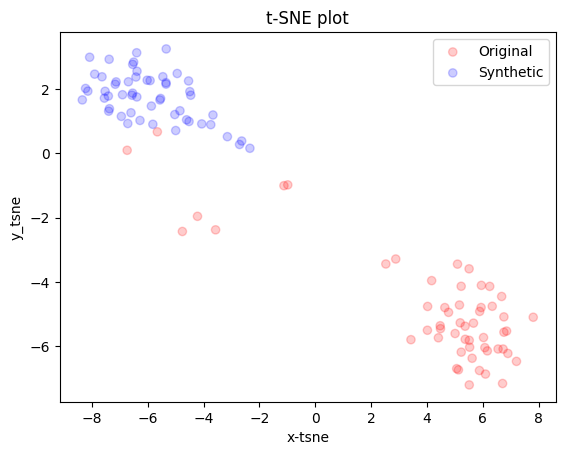 t-SNE plot
Original
Synthetic
2
0
−2
−4
−6
y_tsne
−8 −6 −4 −2 0 2 4 6 8
x-tsne